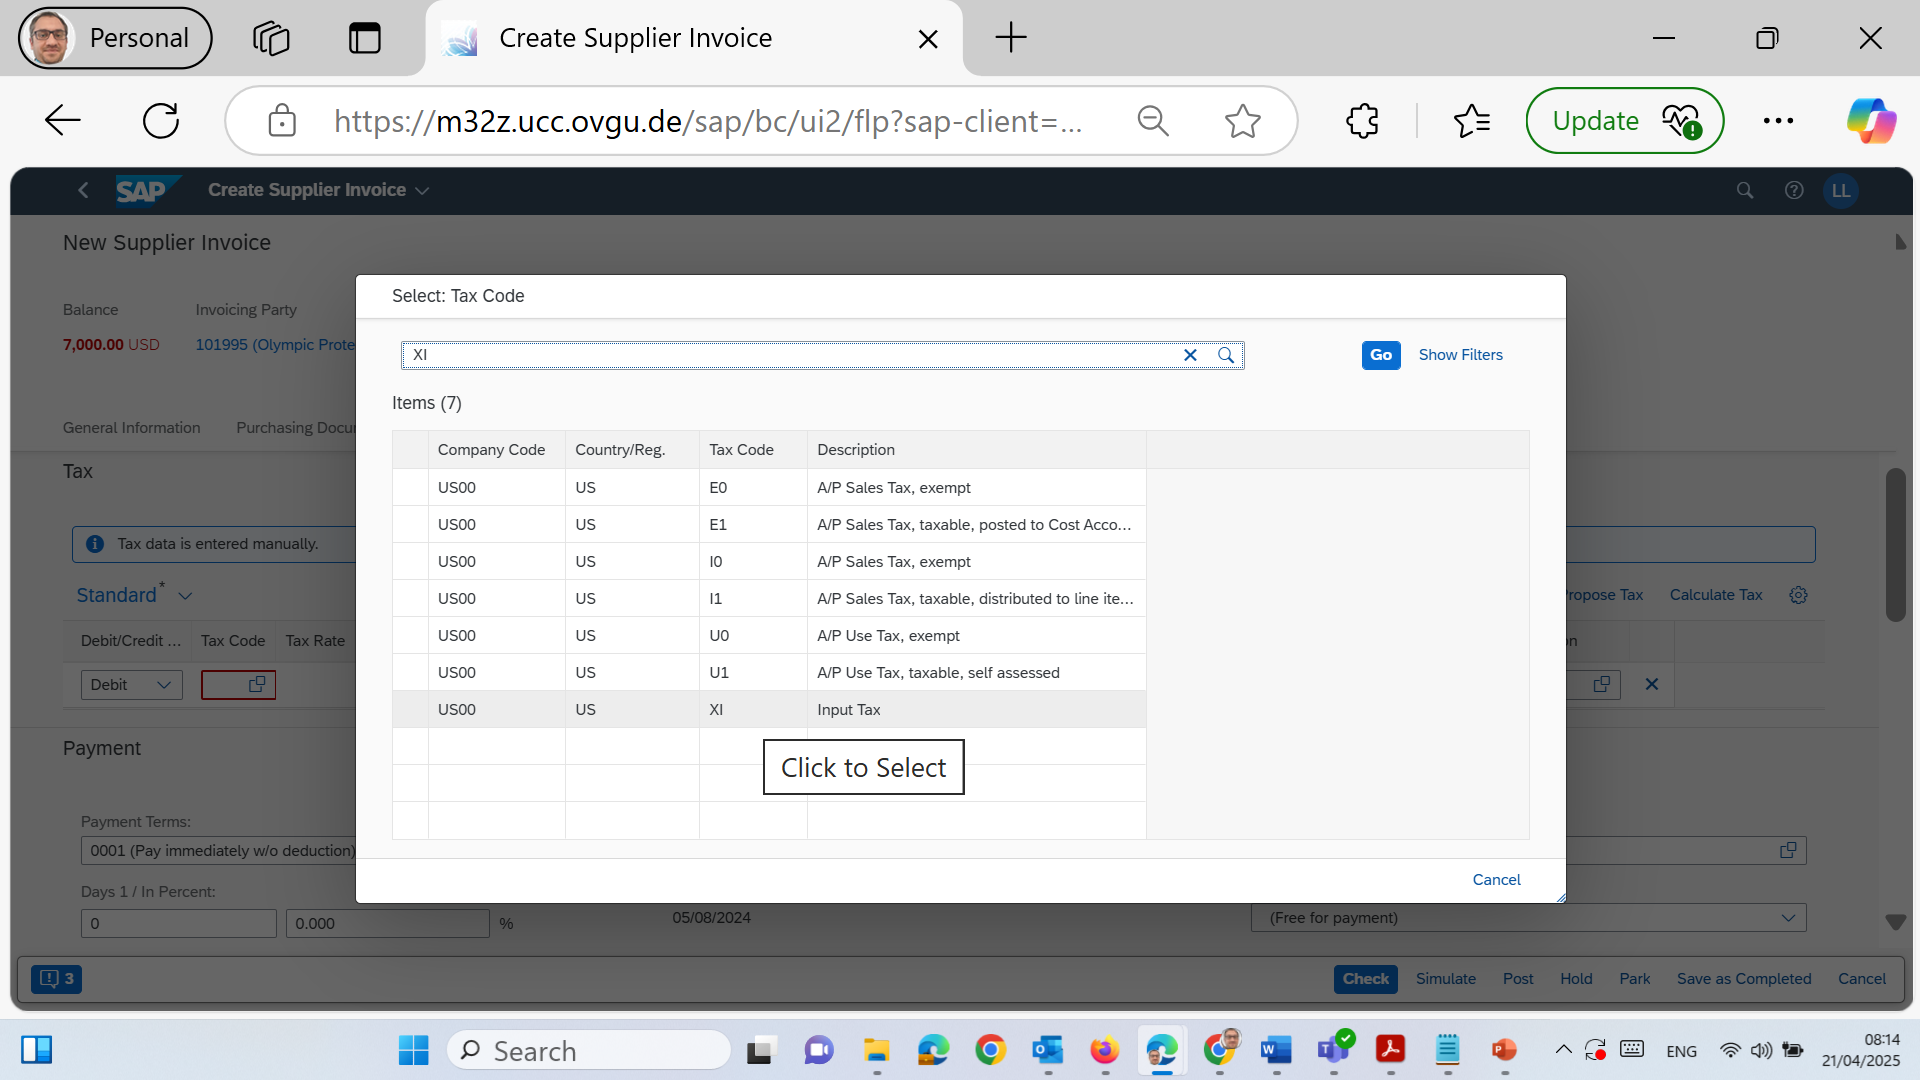 Personal
Create Supplier Invoice
https://m32z.ucc.ovgu.de/sap/bc/ui2/flp?sap-client=...
Update
SAP
Create Supplier Invoice
LL
New Supplier Invoice
Balance
Invoicing Party
7,000.00 USD
101995 (Olympic Prote
General Information
Purchasing Docu
Tax
Tax data is entered manually.
Standard *
ropose Tax
Calculate Tax
Debit/Credit ...
Tax Code
Tax Rate
Debit
Payment
Payment Terms:
0001 (Pay immediately w/o deduction)
Days 1 / In Percent:
0
0.000
%
05/08/2024
(Free for payment)
Select: Tax Code
XI
Go
Show Filters
Items (7)
Company Code Country/Reg. Tax Code Description
US00 US E0 A/P Sales Tax, exempt
US00 US E1 A/P Sales Tax, taxable, posted to Cost Acco...
US00 US I0 A/P Sales Tax, exempt
US00 US I1 A/P Sales Tax, taxable, distributed to line ite...
US00 US U0 A/P Use Tax, exempt
US00 US U1 A/P Use Tax, taxable, self assessed
US00 US XI Input Tax
Click to Select
Cancel
3
Check
Simulate
Post
Hold
Park
Save as Completed
Cancel
Search
ENG
08:14
21/04/2025